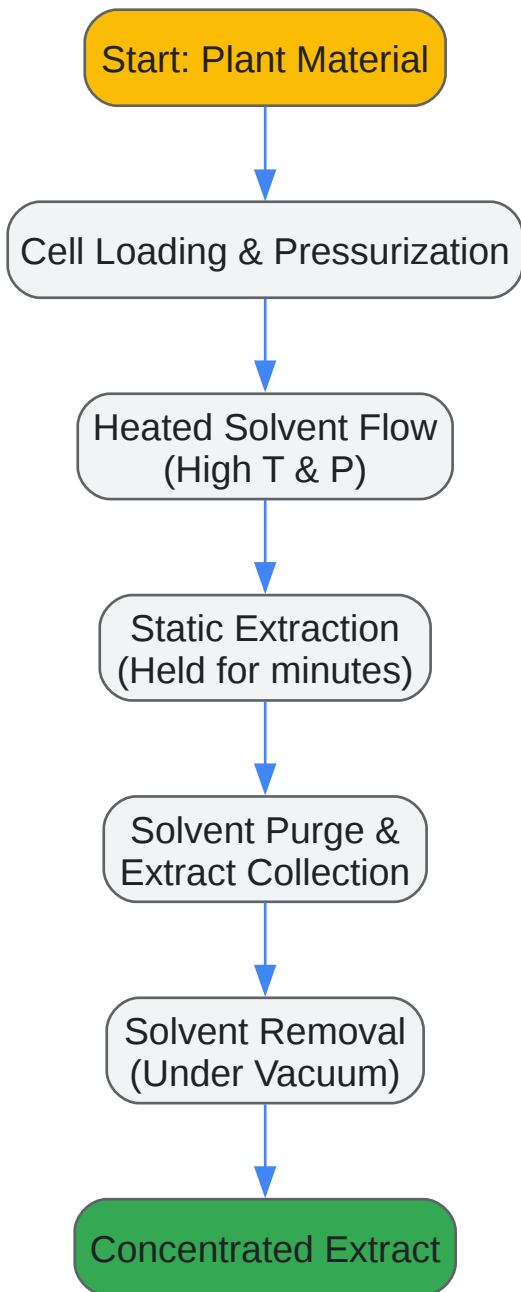 Start: Plant Material
Cell Loading & Pressurization
Heated Solvent Flow
(High T & P)
Static Extraction
(Held for minutes)
Solvent Purge &
Extract Collection
Solvent Removal
(Under Vacuum)
Concentrated Extract